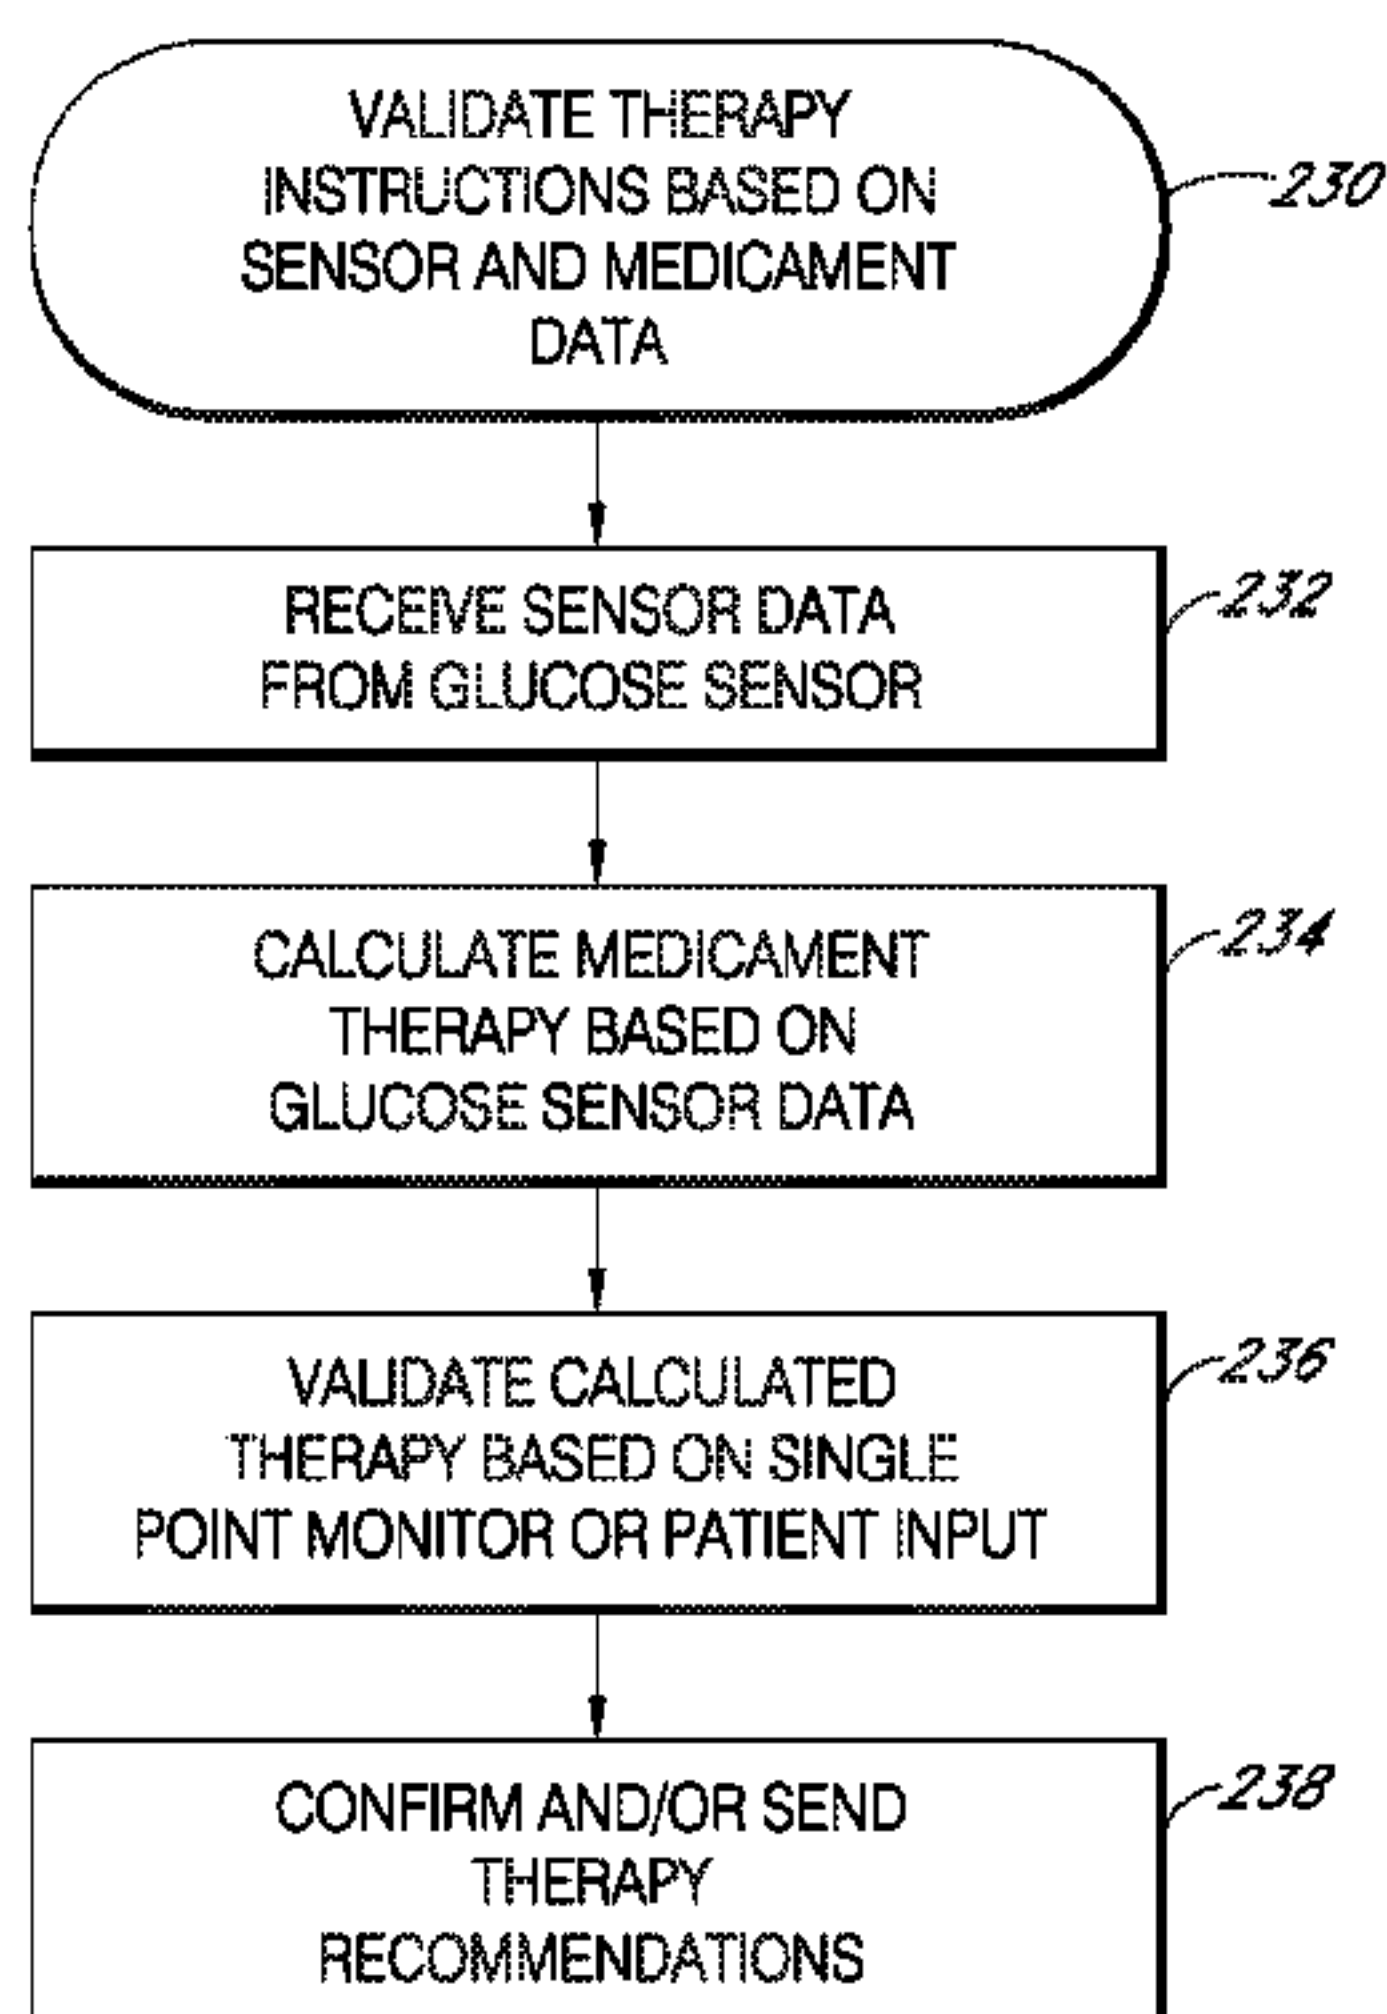 VALIDATE THERAPY
INSTRUCTIONS BASED ON
SENSOR AND MEDICAMENT
DATA
230
RECEIVE SENSOR DATA
FROM GLUCOSE SENSOR
232
CALCULATE MEDICAMENT
THERAPY BASED ON
GLUCOSE SENSOR DATA
234
VALIDATE CALCULATED
THERAPY BASED ON SINGLE
POINT MONITOR OR PATIENT INPUT
236
CONFIRM AND/OR SEND
THERAPY
RECOMMENDATIONS
238